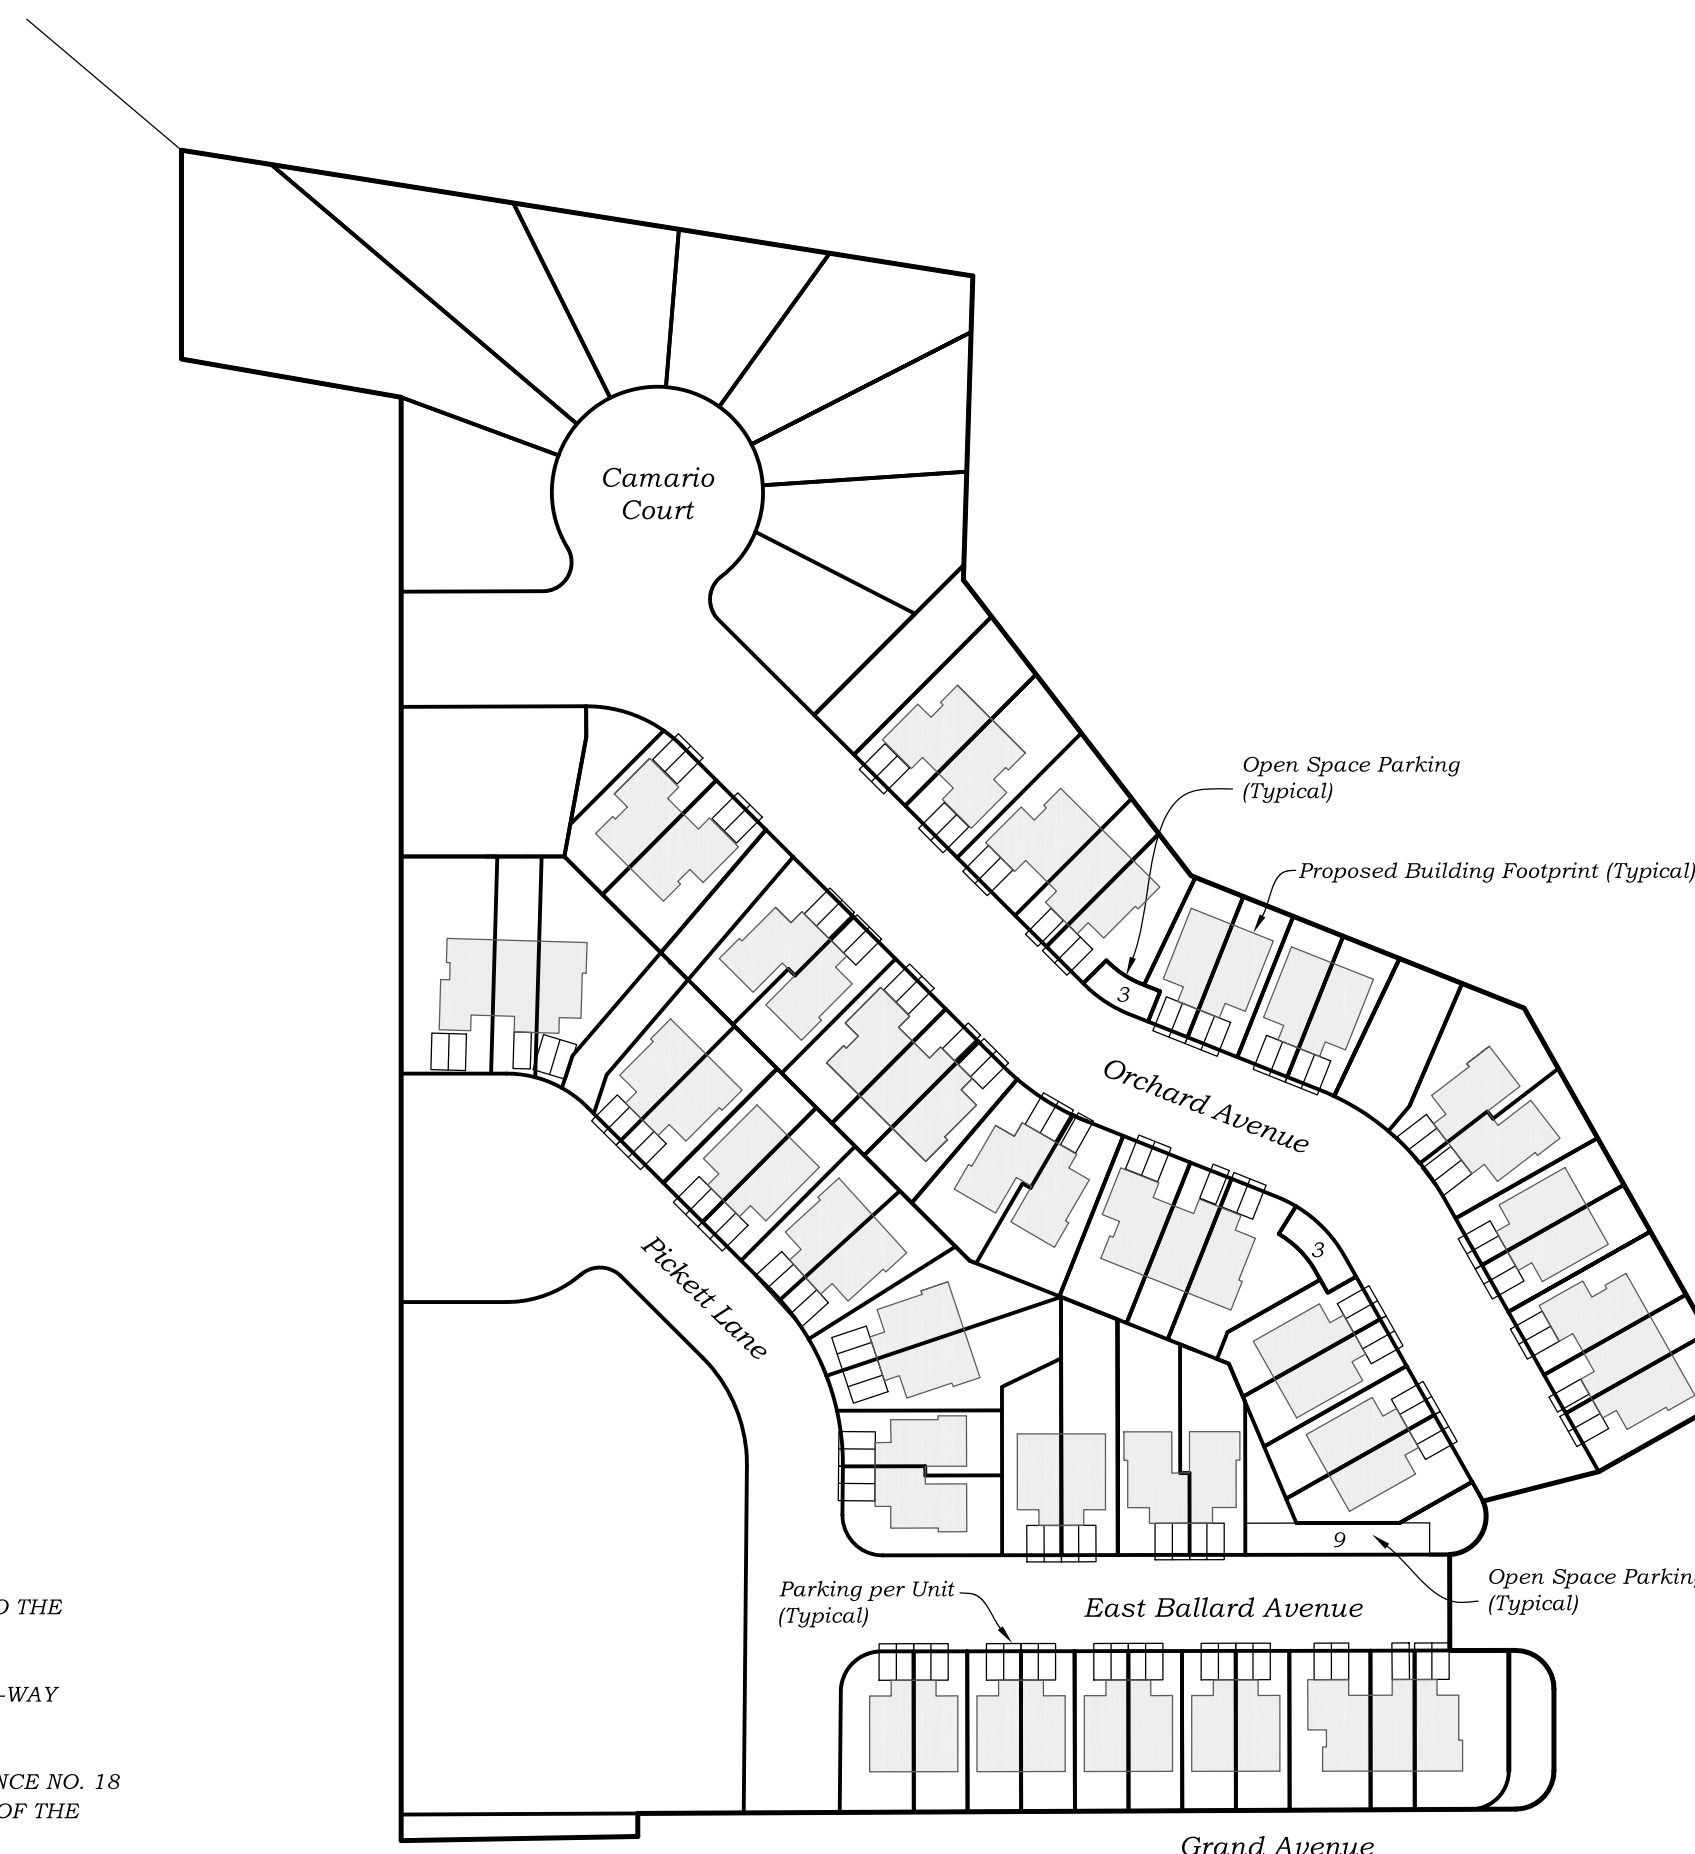 Camario
Court
Open Space Parking
(Typical)
Proposed Building Footprint (Typical)
3
Orchard Avenue
3
Pickett Lane
9
Open Space Parking
(Typical)
Parking per Unit
(Typical)
East Ballard Avenue
O THE
-WAY
NCE NO. 18
OF THE
Grand Avenue